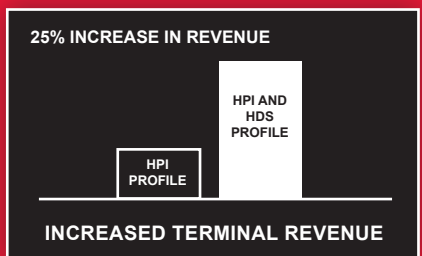 25% INCREASE IN REVENUE
HPI AND
HDS
PROFILE
HPI
PROFILE
INCREASED TERMINAL REVENUE